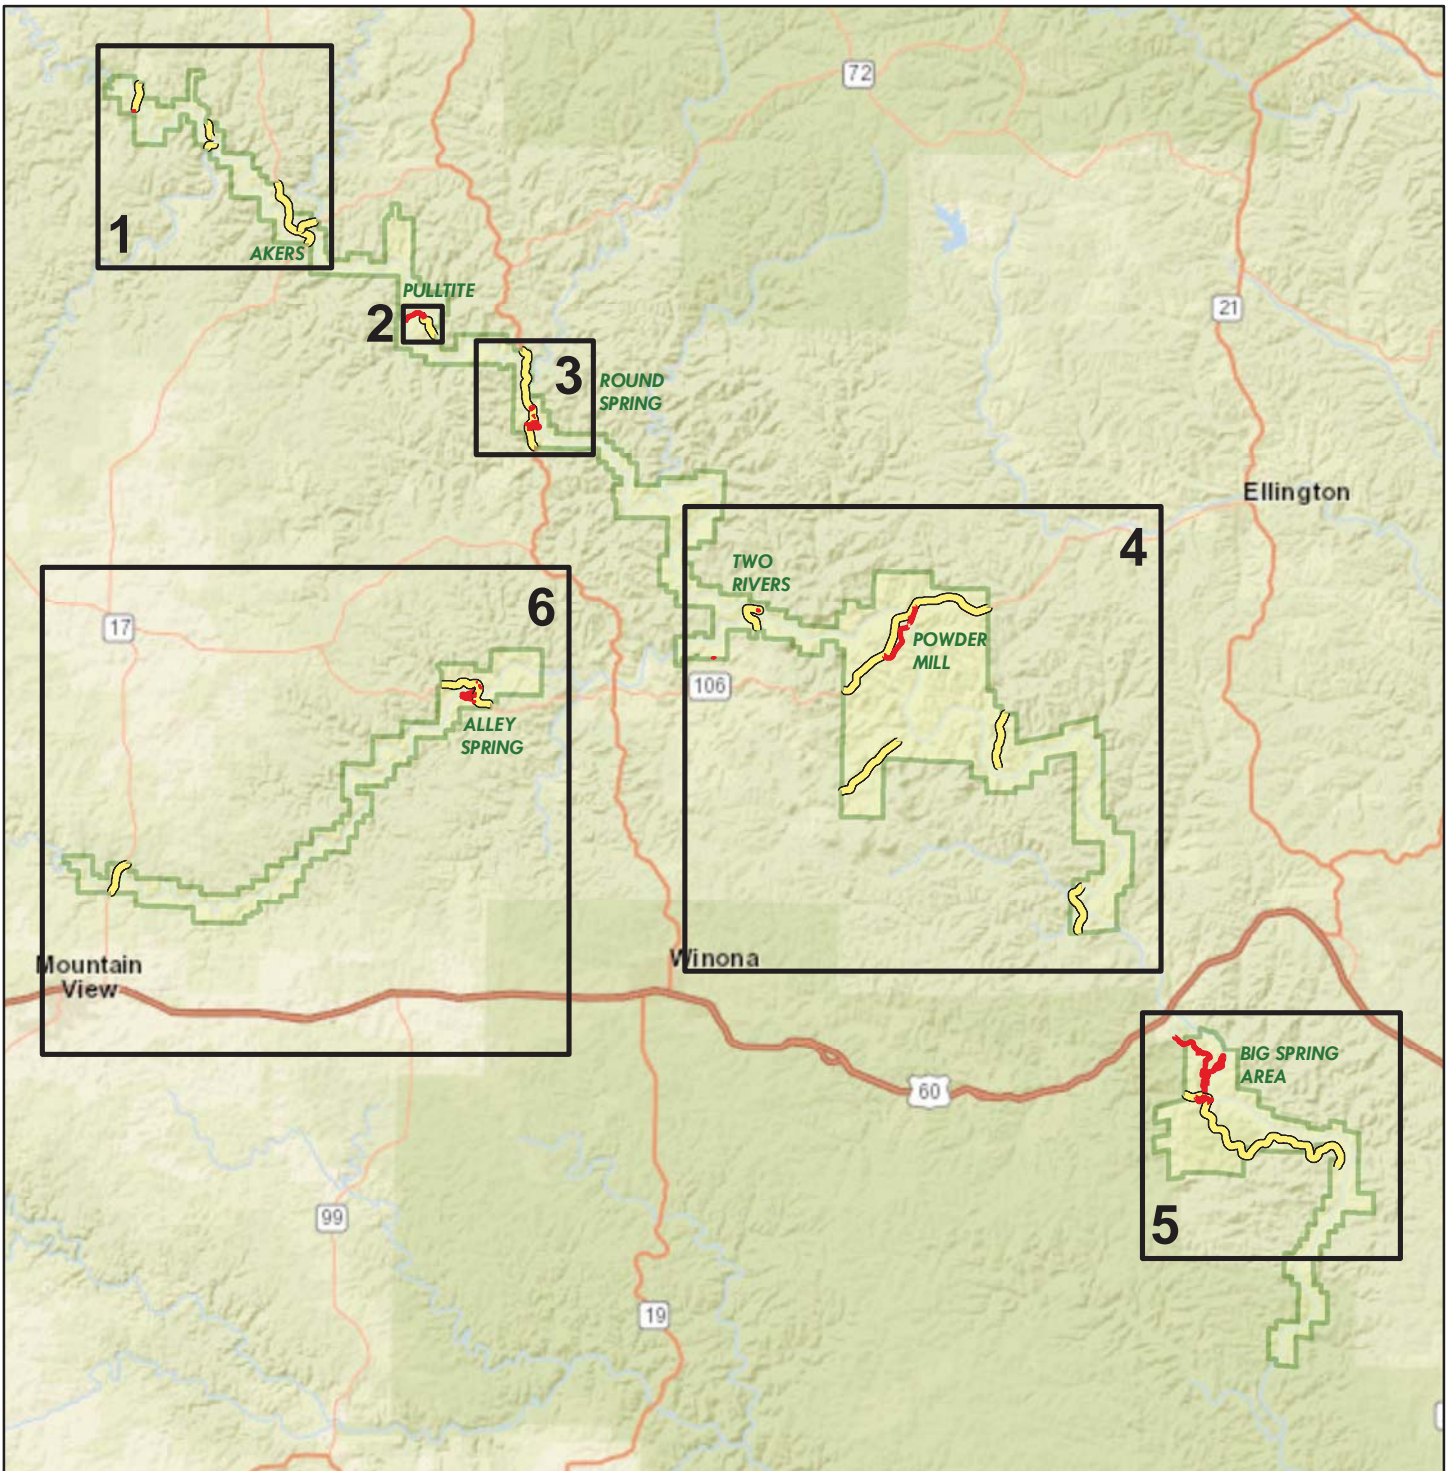 72
1
AKERS
PULLTITE
2
21
3
ROUND
SPRING
Ellington
4
TWO
RIVERS
6
17
POWDER
MILL
106
ALLEY
SPRING
Mountain
View
Winona
BIG SPRING
AREA
60
99
5
19